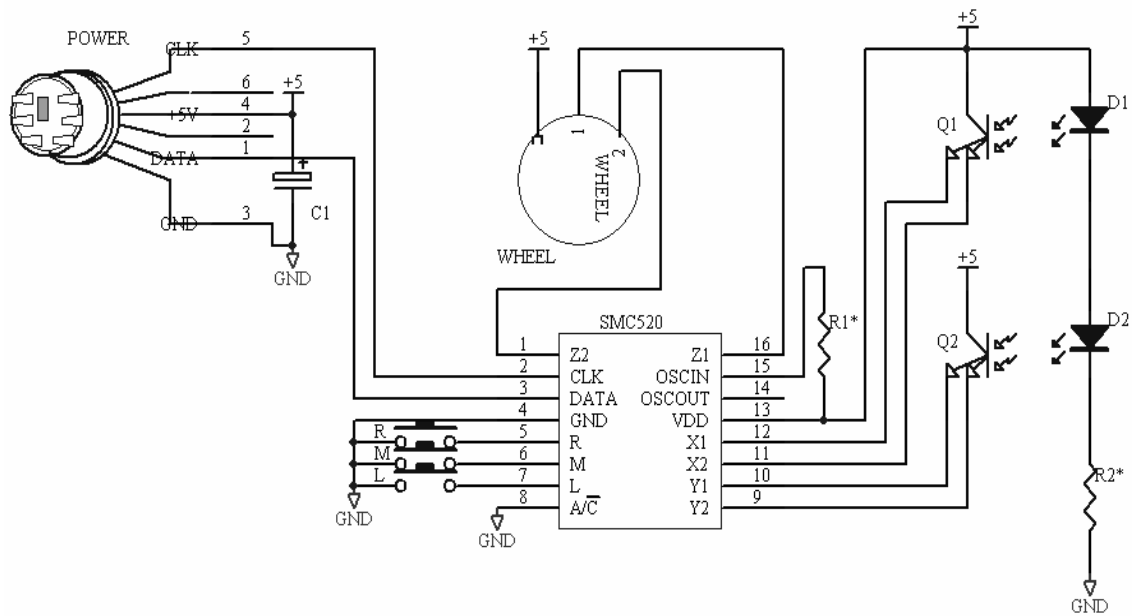 POWER
CLK 5
6
+5
+5V 4
2
DATA 1
+
C1
GND 3
GND
+5
1
2
WHEEL
WHEEL
+5
Q1
D1
+5
Q2
D2
R1*
R2*
GND
SMC520
1 Z2 Z1 16
2 CLK OSCIN 15
3 DATA OSCOUT 14
4 GND VDD 13
R 5 R X1 12
M 6 M X2 11
L 7 L Y1 10
8 A/C̅ Y2 9
GND
GND